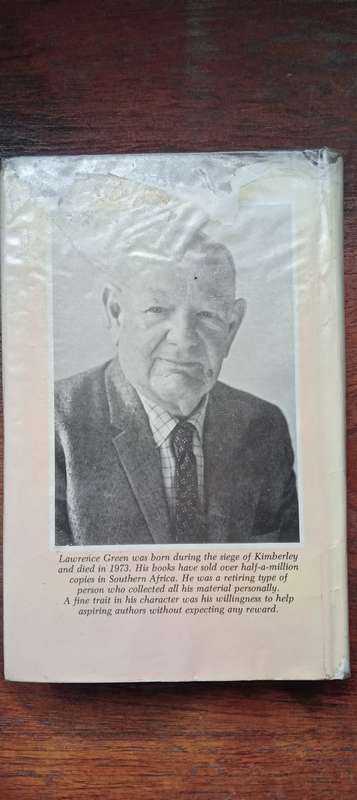 Lawrence Green was born during the siege of Kimberley
and died in 1973. His books have sold over half-a-million
copies in Southern Africa. He was a retiring type of
person who collected all his material personally.
A fine trait in his character was his willingness to help
aspiring authors without expecting any reward.